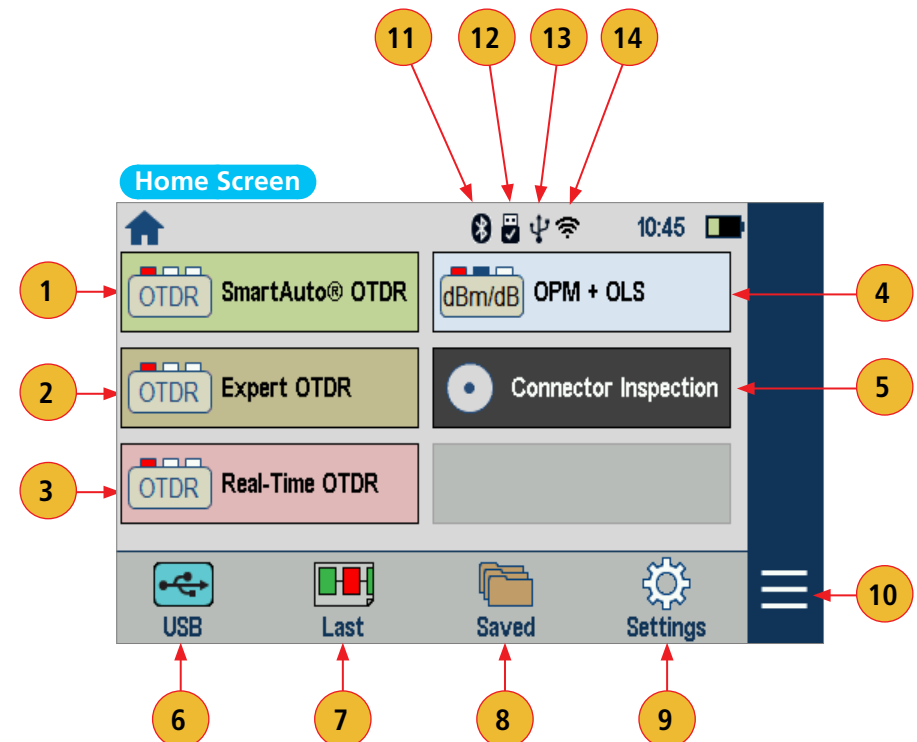 11 12 13 14
Home Screen
10:45
1 OTDR SmartAuto® OTDR dBm/dB OPM + OLS 4
2 OTDR Expert OTDR Connector Inspection 5
3 OTDR Real-Time OTDR
USB Last Saved Settings 10
6 7 8 9